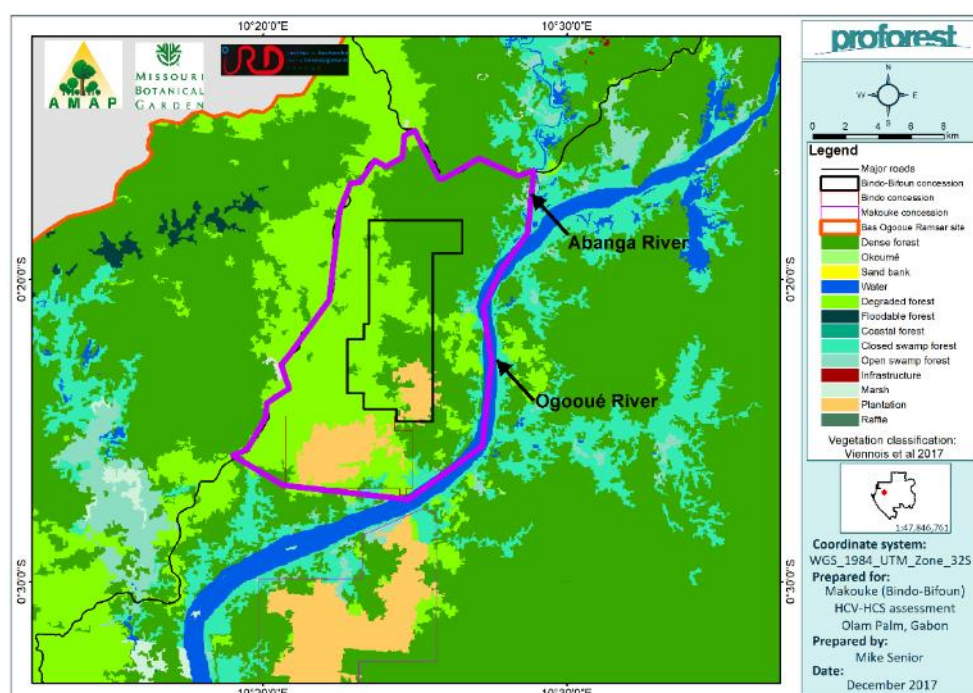 10°20'0"E
10°30'0"E
AMAP
MISSOURI
BOTANICAL
GARDEN
IRD
Abanga River
Ogooué River
0°20'0"S
0°30'0"S
0°20'0"S
0°30'0"S
10°20'0"E
10°30'0"E
proforest
N
W
E
S
0 2 4 6 8
km
Legend
Major roads
Bindo-Bifoun concession
Bindo concession
Makouke concession
Bas Ogooue Ramsar site
Dense forest
Okoumé
Sand bank
Water
Degraded forest
Floodable forest
Coastal forest
Closed swamp forest
Open swamp forest
Infrastructure
Marsh
Plantation
Vegetation classification:
Viennois et al 2017
1:47,846,761
Coordinate system:
WGS_1984_UTM_Zone_32S
Prepared for:
Makouke (Bindo-Bifoun)
HCV-HCS assessment
Olam Palm, Gabon
Prepared by:
Mike Senior
Date:
December 2017